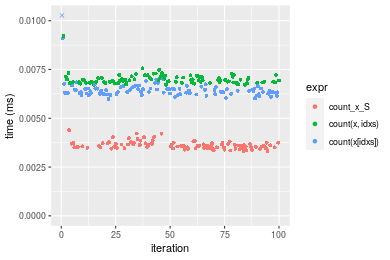 0.0100
0.0075
0.0050
0.0025
0.0000
time (ms)
0
25
50
75
100
iteration
expr
count_x_S
count(x, idxs)
count(x[idxs])